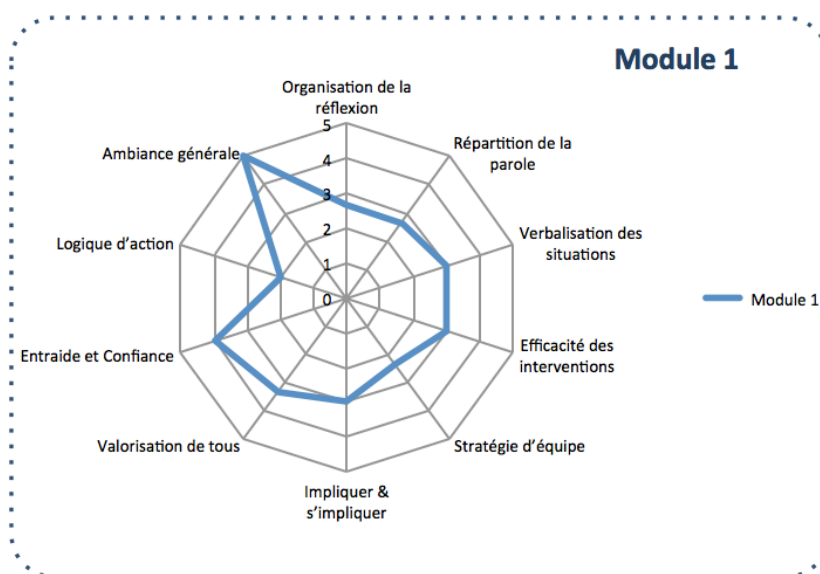 Module 1
Organisation de la
réflexion
Répartition de la
parole
Verbalisation des
situations
Efficacité des
interventions
Stratégie d'équipe
Impliquer &
s'impliquer
Valorisation de tous
Entraide et Confiance
Logique d'action
Ambiance générale
5
4
3
2
1
0
Module 1